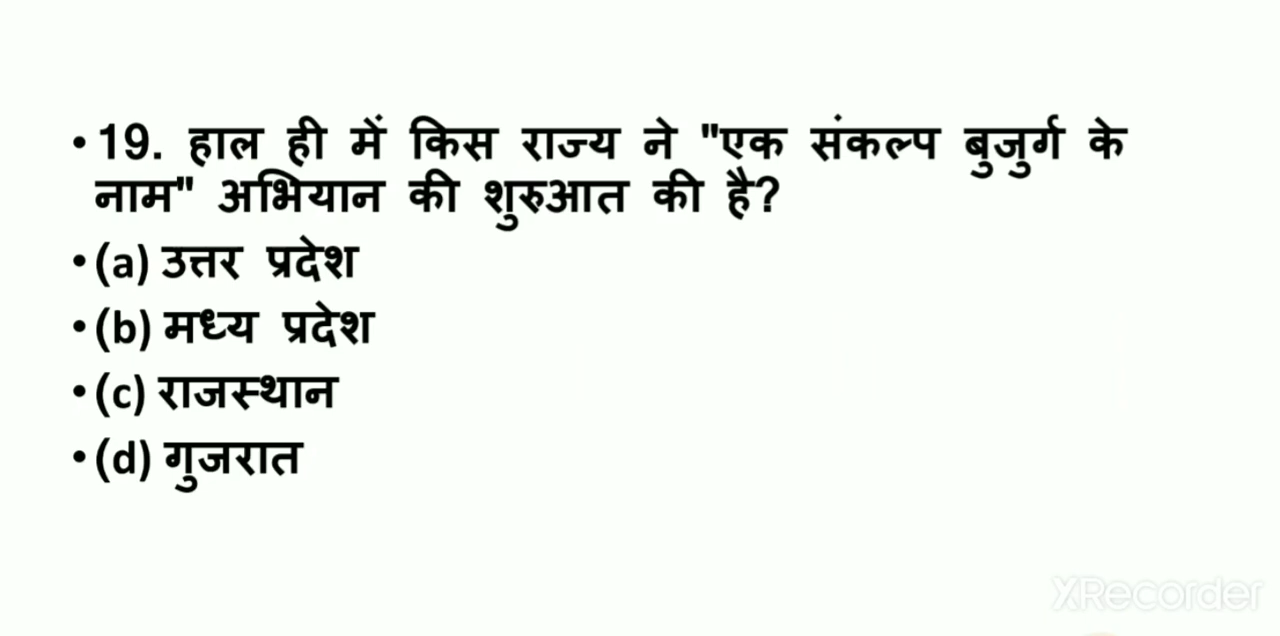 • 19. हाल ही में किस राज्य ने "एक संकल्प बुजुर्ग के
नाम" अभियान की शुरुआत की है?
• (a) उत्तर प्रदेश
• (b) मध्य प्रदेश
• (c) राजस्थान
• (d) गुजरात
XRecorder